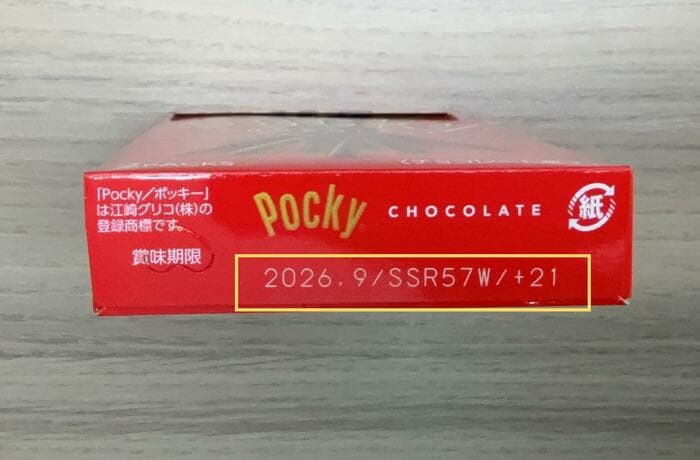 2PACKS
「Pocky／ポッキー」
は江崎グリコ(株)の
登録商標です。
Pocky CHOCOLATE
紙
賞味期限
2026.9/SSR57W/+21